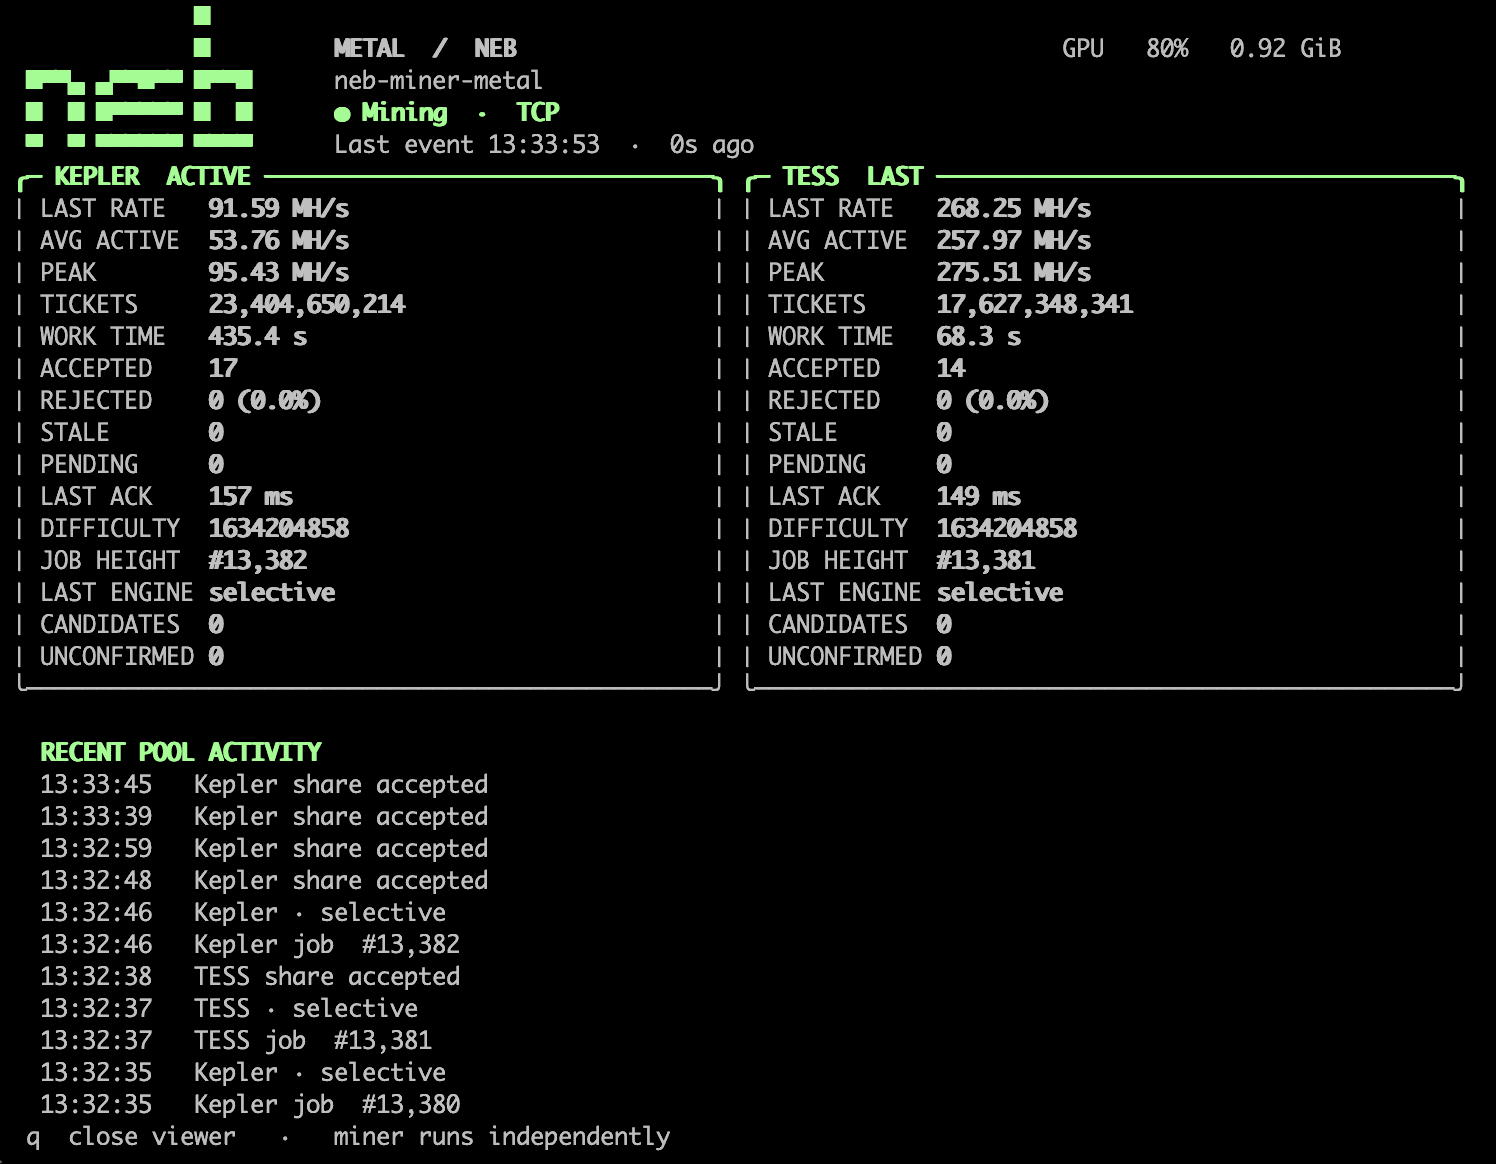 neb
METAL / NEB
GPU 80% 0.92 GiB
neb-miner-metal
● Mining · TCP
Last event 13:33:53 · 0s ago
KEPLER ACTIVE
LAST RATE 91.59 MH/s
AVG ACTIVE 53.76 MH/s
PEAK 95.43 MH/s
TICKETS 23,404,650,214
WORK TIME 435.4 s
ACCEPTED 17
REJECTED 0 (0.0%)
STALE 0
PENDING 0
LAST ACK 157 ms
DIFFICULTY 1634204858
JOB HEIGHT #13,382
LAST ENGINE selective
CANDIDATES 0
UNCONFIRMED 0
TESS LAST
LAST RATE 268.25 MH/s
AVG ACTIVE 257.97 MH/s
PEAK 275.51 MH/s
TICKETS 17,627,348,341
WORK TIME 68.3 s
ACCEPTED 14
REJECTED 0 (0.0%)
STALE 0
PENDING 0
LAST ACK 149 ms
DIFFICULTY 1634204858
JOB HEIGHT #13,381
LAST ENGINE selective
CANDIDATES 0
UNCONFIRMED 0
RECENT POOL ACTIVITY
13:33:45 Kepler share accepted
13:33:39 Kepler share accepted
13:32:59 Kepler share accepted
13:32:48 Kepler share accepted
13:32:46 Kepler · selective
13:32:46 Kepler job #13,382
13:32:38 TESS share accepted
13:32:37 TESS · selective
13:32:37 TESS job #13,381
13:32:35 Kepler · selective
13:32:35 Kepler job #13,380
q close viewer · miner runs independently